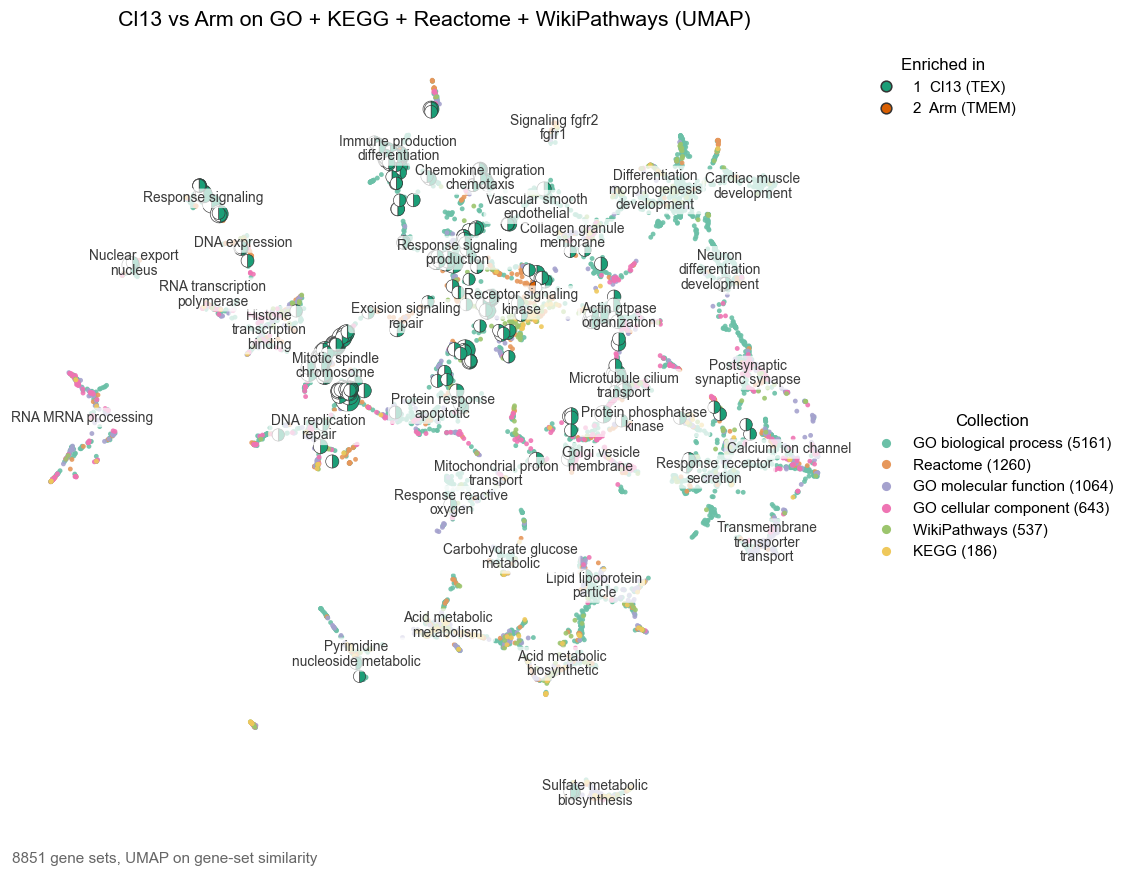 Cl13 vs Arm on GO + KEGG + Reactome + WikiPathways (UMAP)
Enriched in
1 Cl13 (TEX)
2 Arm (TMEM)
Signaling fgfr2
fgfr1
Immune production
differentiation
Chemokine migration
chemotaxis
Differentiation
morphogenesis
development
Cardiac muscle
development
Response signaling
Vascular smooth
endothelial
Collagen granule
membrane
DNA expression
Response signaling
production
Nuclear export
nucleus
Neuron
differentiation
development
RNA transcription
polymerase
Receptor signaling
kinase
Excision signaling
repair
Actin gtpase
organization
Histone
transcription
binding
Mitotic spindle
chromosome
Postsynaptic
synaptic synapse
Microtubule cilium
transport
Protein response
apoptotic
RNA MRNA processing
DNA replication
repair
Protein phosphatase
kinase
Calcium ion channel
Golgi vesicle
membrane
Mitochondrial proton
transport
Response receptor
secretion
Response reactive
oxygen
Transmembrane
transporter
transport
Carbohydrate glucose
metabolic
Lipid lipoprotein
particle
Acid metabolic
metabolism
Pyrimidine
nucleoside metabolic
Acid metabolic
biosynthetic
Sulfate metabolic
biosynthesis
Collection
GO biological process (5161)
Reactome (1260)
GO molecular function (1064)
GO cellular component (643)
WikiPathways (537)
KEGG (186)
8851 gene sets, UMAP on gene-set similarity